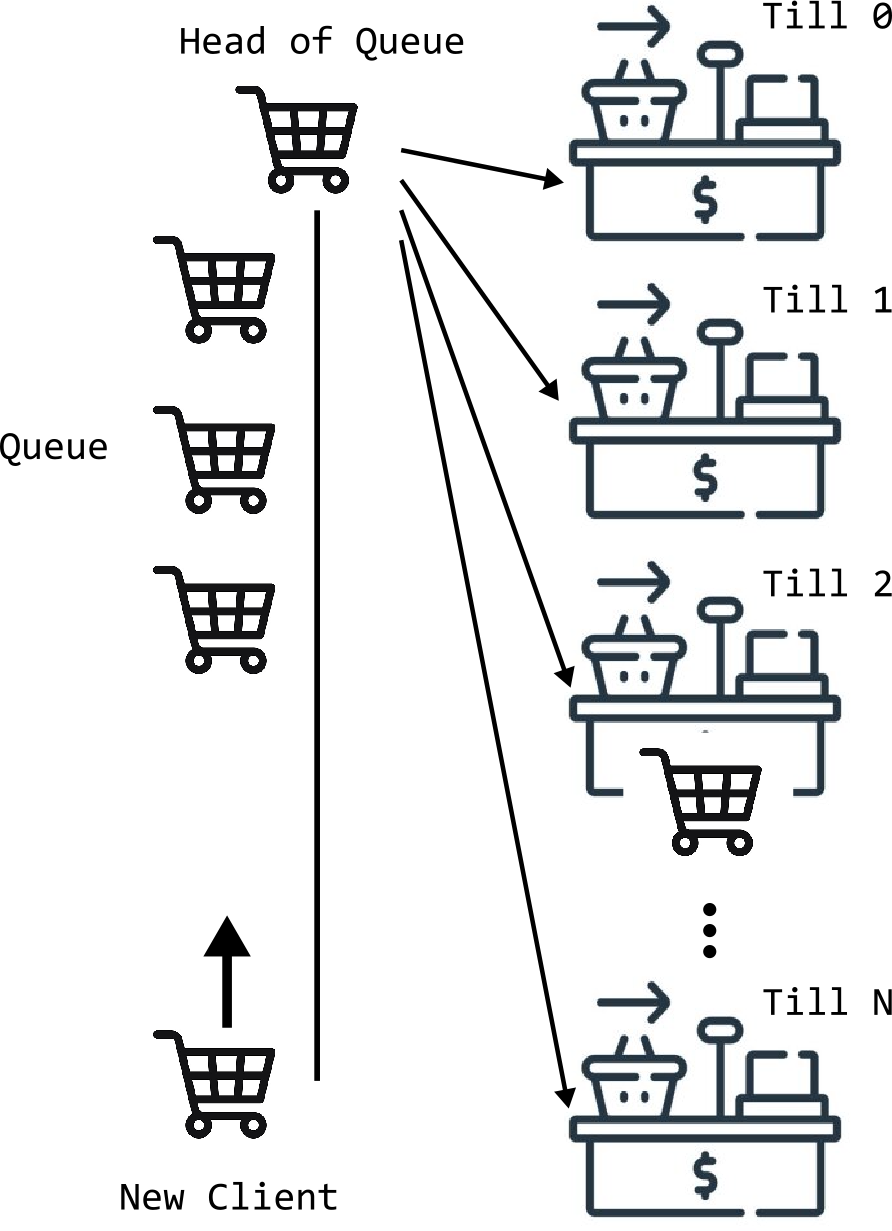 Head of Queue
Till 0
$
Till 1
$
Queue
Till 2
New Client
Till N
$